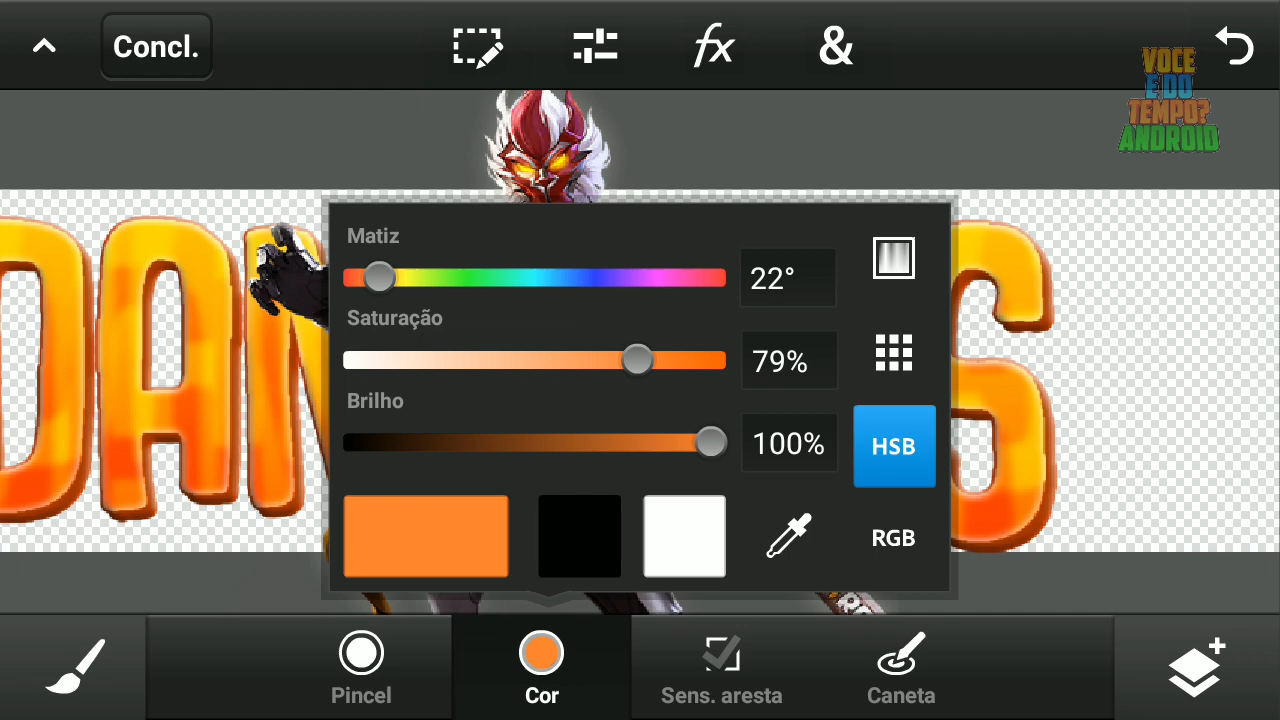 Concl.
fx
&
VOCE
E DO
TEMPO?
ANDROID
DAN
S
Matiz
22°
Saturação
79%
Brilho
100%
HSB
RGB
Pincel
Cor
Sens. aresta
Caneta